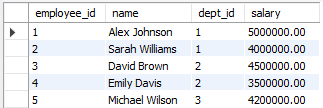 employee_id name dept_id salary
1 Alex Johnson 1 5000000.00
2 Sarah Williams 1 4000000.00
3 David Brown 2 4500000.00
4 Emily Davis 2 3500000.00
5 Michael Wilson 3 4200000.00